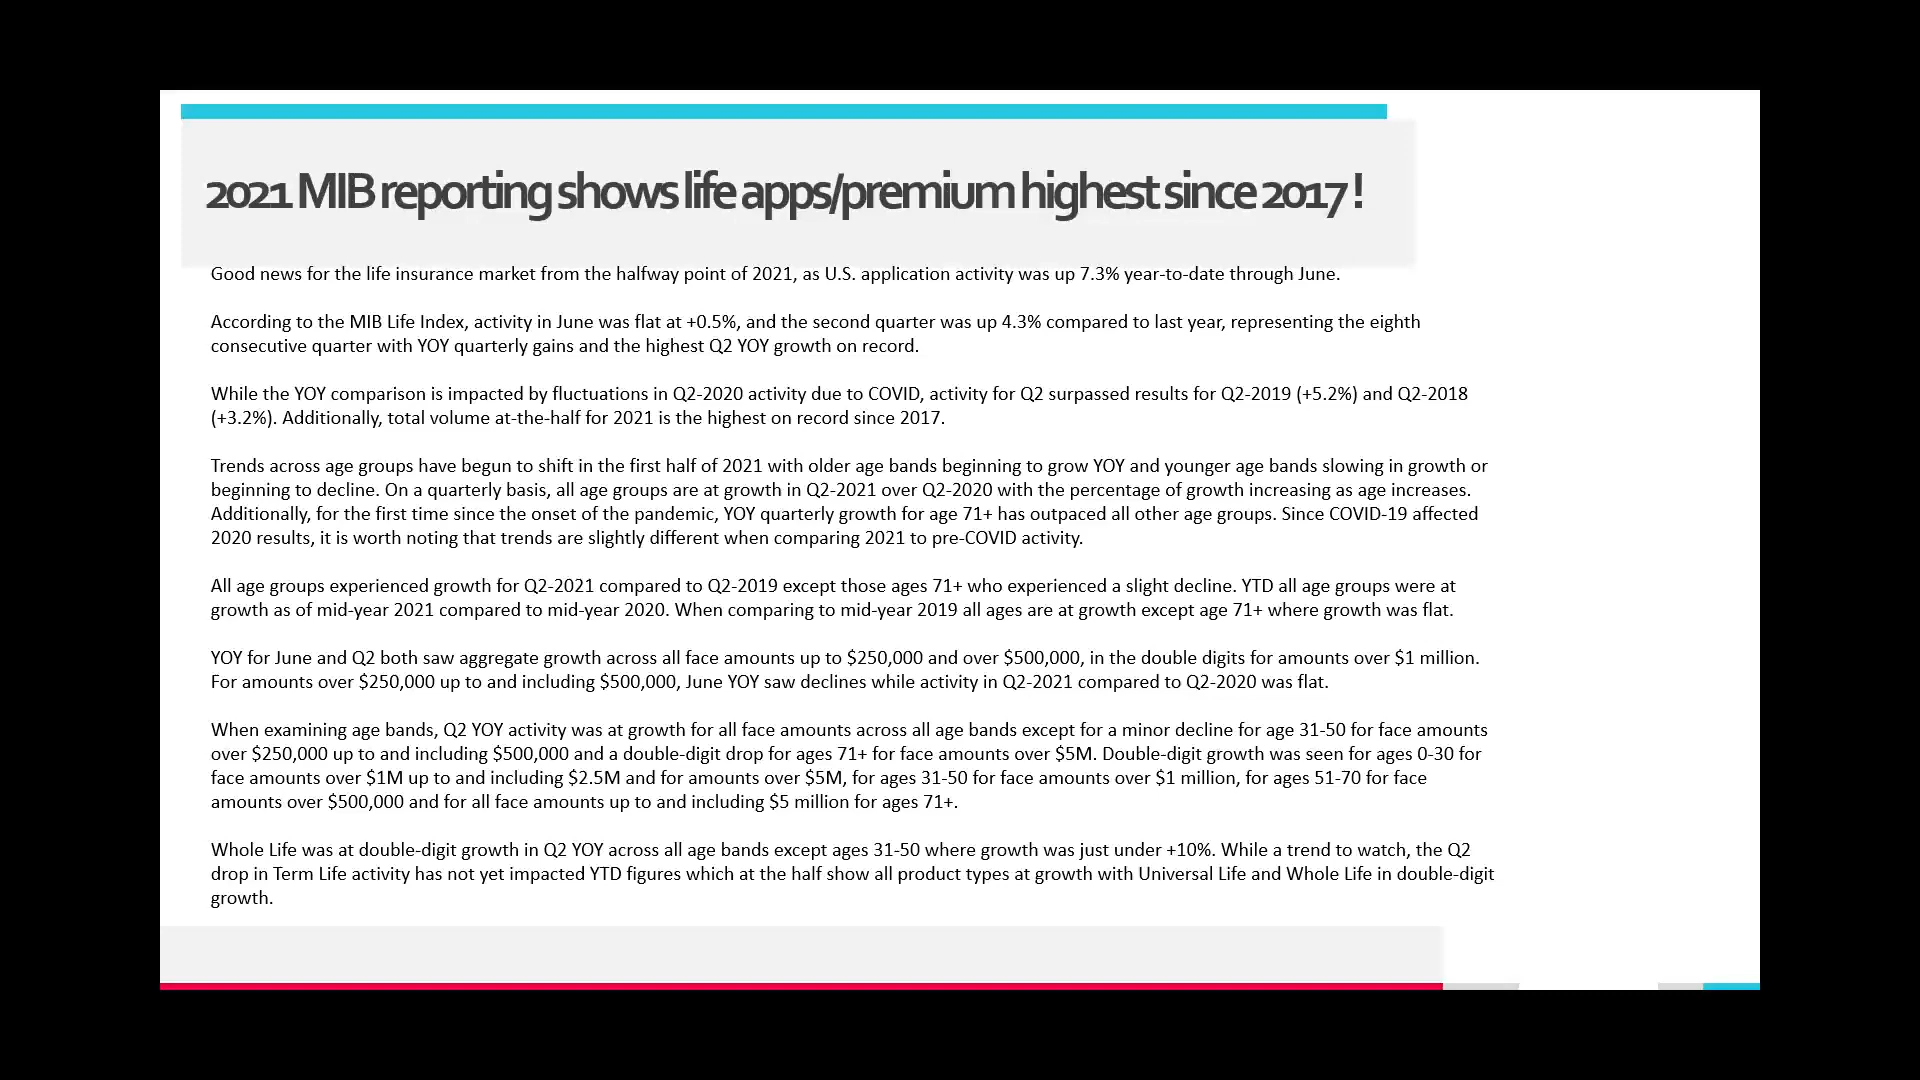 2021 MIB reporting shows life apps/premium highest since 2017 !
Good news for the life insurance market from the halfway point of 2021, as U.S. application activity was up 7.3% year-to-date through June.
According to the MIB Life Index, activity in June was flat at +0.5%, and the second quarter was up 4.3% compared to last year, representing the eighth
consecutive quarter with YOY quarterly gains and the highest Q2 YOY growth on record.
While the YOY comparison is impacted by fluctuations in Q2-2020 activity due to COVID, activity for Q2 surpassed results for Q2-2019 (+5.2%) and Q2-2018
(+3.2%). Additionally, total volume at-the-half for 2021 is the highest on record since 2017.
Trends across age groups have begun to shift in the first half of 2021 with older age bands beginning to grow YOY and younger age bands slowing in growth or
beginning to decline. On a quarterly basis, all age groups are at growth in Q2-2021 over Q2-2020 with the percentage of growth increasing as age increases.
Additionally, for the first time since the onset of the pandemic, YOY quarterly growth for age 71+ has outpaced all other age groups. Since COVID-19 affected
2020 results, it is worth noting that trends are slightly different when comparing 2021 to pre-COVID activity.
All age groups experienced growth for Q2-2021 compared to Q2-2019 except those ages 71+ who experienced a slight decline. YTD all age groups were at
growth as of mid-year 2021 compared to mid-year 2020. When comparing to mid-year 2019 all ages are at growth except age 71+ where growth was flat.
YOY for June and Q2 both saw aggregate growth across all face amounts up to $250,000 and over $500,000, in the double digits for amounts over $1 million.
For amounts over $250,000 up to and including $500,000, June YOY saw declines while activity in Q2-2021 compared to Q2-2020 was flat.
When examining age bands, Q2 YOY activity was at growth for all face amounts across all age bands except for a minor decline for age 31-50 for face amounts
over $250,000 up to and including $500,000 and a double-digit drop for ages 71+ for face amounts over $5M. Double-digit growth was seen for ages 0-30 for
face amounts over $1M up to and including $2.5M and for amounts over $5M, for ages 31-50 for face amounts over $1 million, for ages 51-70 for face
amounts over $500,000 and for all face amounts up to and including $5 million for ages 71+.
Whole Life was at double-digit growth in Q2 YOY across all age bands except ages 31-50 where growth was just under +10%. While a trend to watch, the Q2
drop in Term Life activity has not yet impacted YTD figures which at the half show all product types at growth with Universal Life and Whole Life in double-digit
growth.